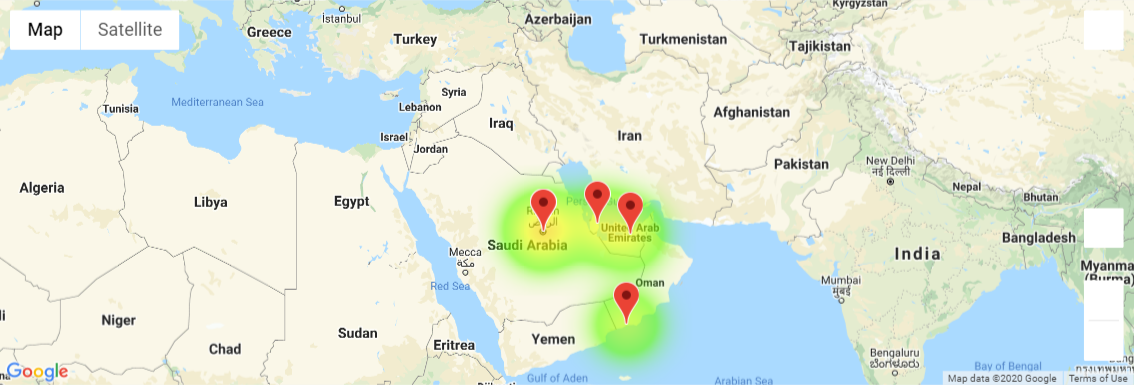 Map
Satellite
İstanbul
Greece
Turkey
Azerbaijan
Turkmenistan
Kyrgyzstan
Tajikistan
Tunisia
Mediterranean Sea
Syria
Lebanon
Iraq
Israel
Jordan
Iran
Afghanistan
Pakistan
New Delhi
नई दिल्ली
Nepal
Bhutan
Algeria
Libya
Egypt
الرياض
Saudi Arabia
United Arab
Emirates
Mecca
مكة
Red Sea
Oman
India
Bangladesh
Myanma
(Burma)
Mumbai
मुंबई
Niger
Chad
Sudan
Eritrea
Yemen
Gulf of Aden
Arabian Sea
Bengaluru
ಬೆಂಗಳೂರು
Bay of Bengal
Google
Map data ©2020 Google
Terms of Use